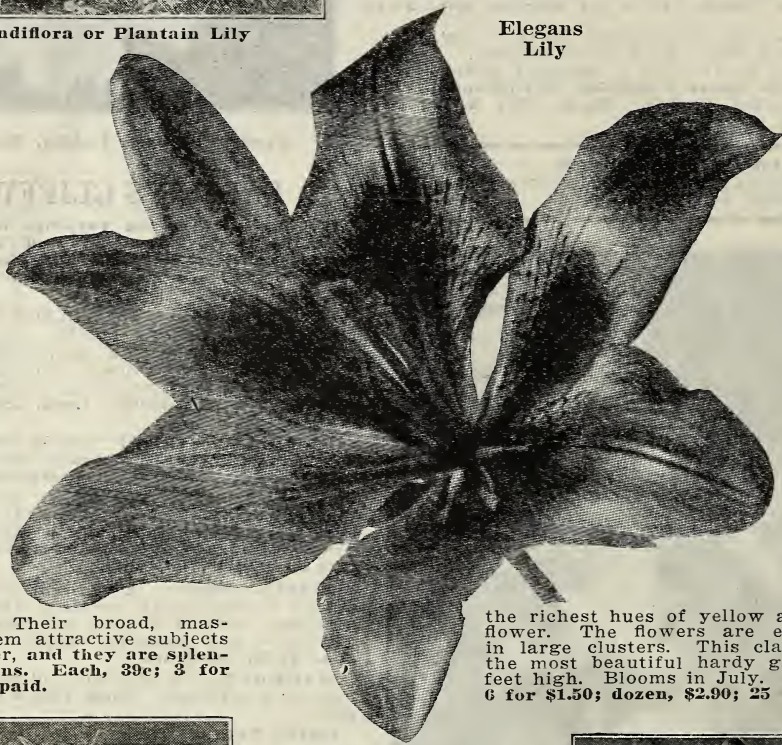 ndiflora or Plantain Lily
Elegans
Lily
Their broad, mas-
em attractive subjects
r, and they are splen-
ns. Each, 39c; 3 for
paid.
the richest hues of yellow a
flower. The flowers are e
in large clusters. This cla
the most beautiful hardy g
feet high. Blooms in July.
6 for $1.50; dozen, $2.90; 25